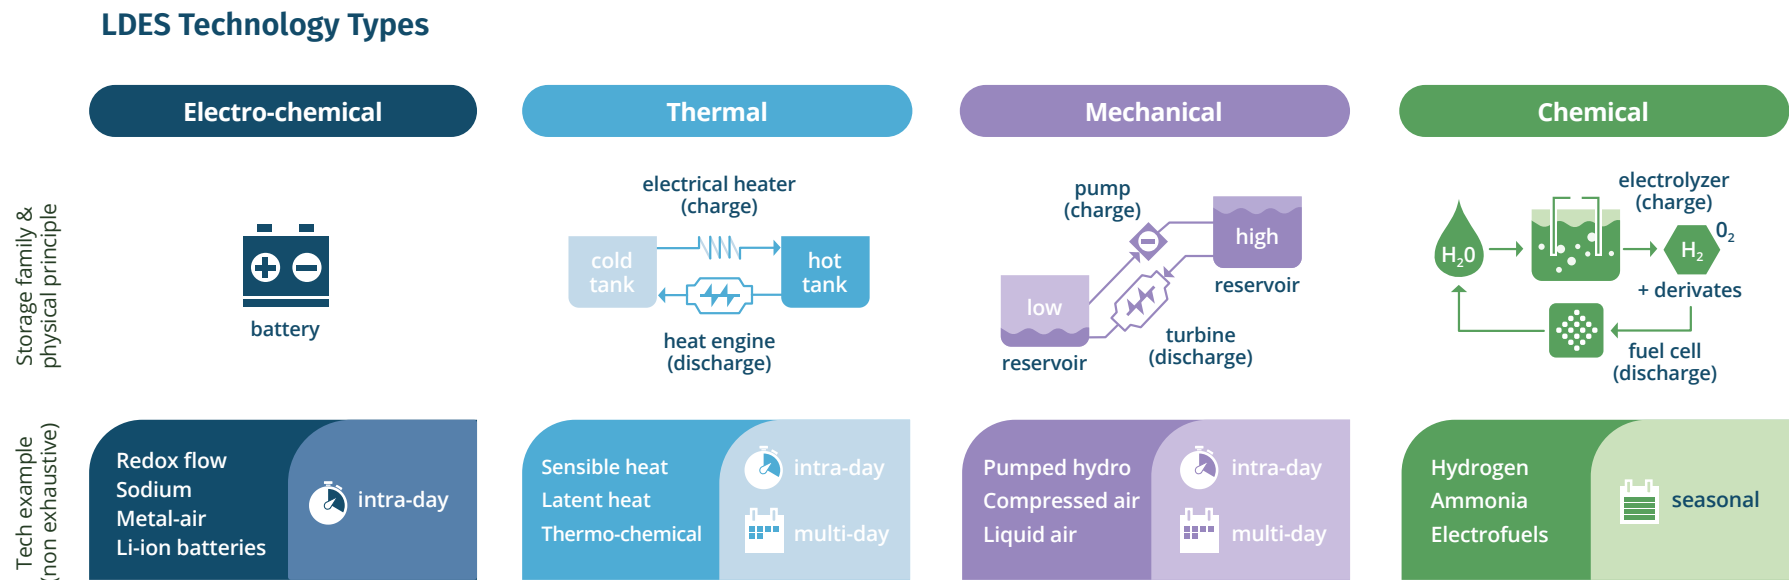 LDES Technology Types
Electro-chemical
Thermal
Mechanical
Chemical
Storage family &
physical principle
battery
electrical heater
(charge)
cold
tank
hot
tank
heat engine
(discharge)
pump
(charge)
high
reservoir
low
reservoir
turbine
(discharge)
electrolyzer
(charge)
H₂0
H₂
0₂
+ derivates
fuel cell
(discharge)
Tech example
(non exhaustive)
Redox flow
Sodium
Metal-air
Li-ion batteries
intra-day
Sensible heat
Latent heat
Thermo-chemical
intra-day
multi-day
Pumped hydro
Compressed air
Liquid air
intra-day
multi-day
Hydrogen
Ammonia
Electrofuels
seasonal